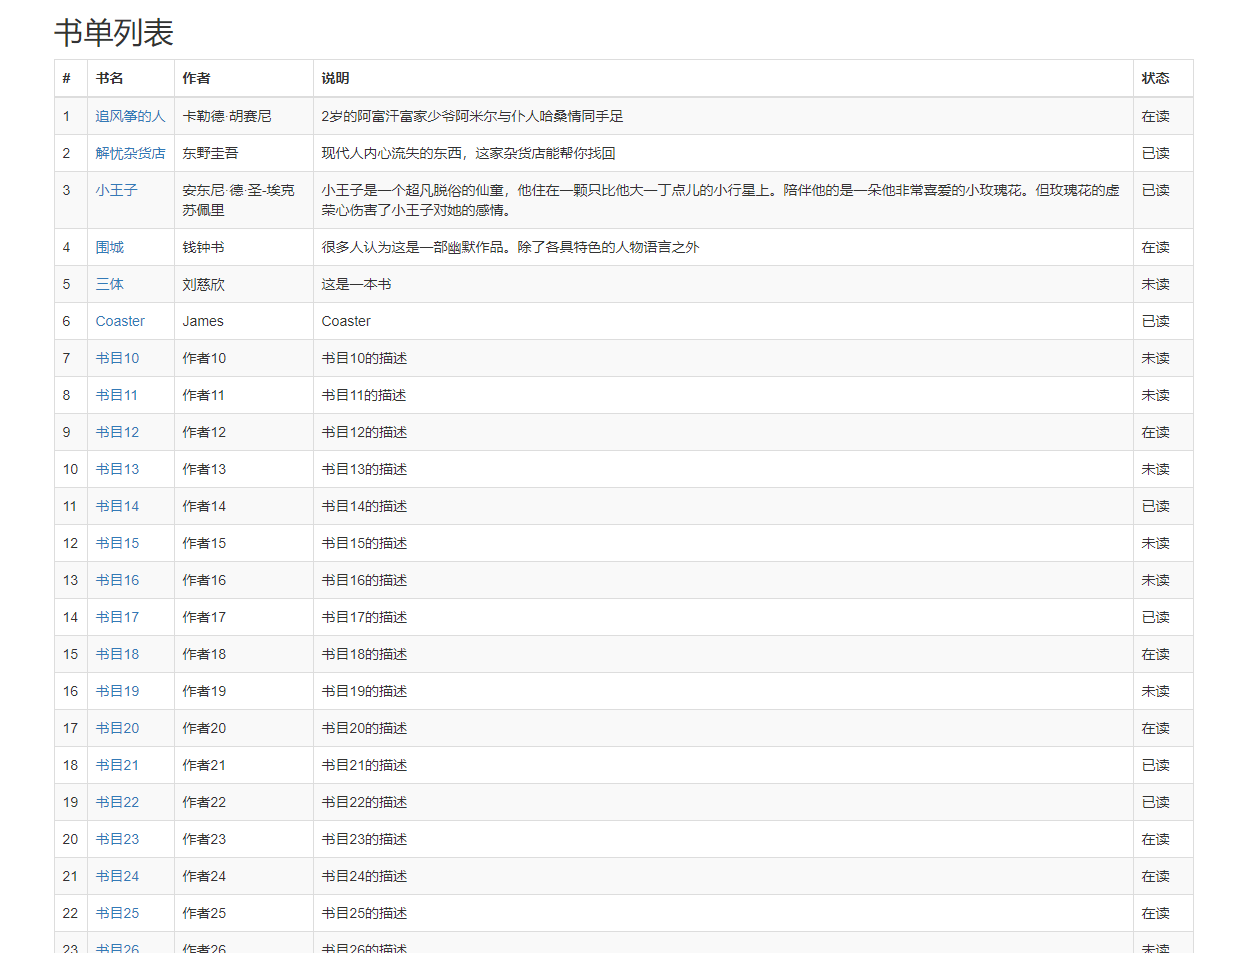 书单列表
# 书名 作者 说明 状态
1 追风筝的人 卡勒德·胡赛尼 2岁的阿富汗富家少爷阿米尔与仆人哈桑情同手足 在读
2 解忧杂货店 东野圭吾 现代人内心流失的东西，这家杂货店能帮你找回 已读
3 小王子 安东尼·德·圣-埃克 小王子是一个超凡脱俗的仙童，他住在一颗只比他大一丁点儿的小行星上。陪伴他的是一朵他非常喜爱的小玫瑰花。但玫瑰花的虚 已读
苏佩里 荣心伤害了小王子对她的感情。
4 围城 钱钟书 很多人认为这是一部幽默作品。除了各具特色的人物语言之外 在读
5 三体 刘慈欣 这是一本书 未读
6 Coaster James Coaster 已读
7 书目10 作者10 书目10的描述 未读
8 书目11 作者11 书目11的描述 未读
9 书目12 作者12 书目12的描述 在读
10 书目13 作者13 书目13的描述 未读
11 书目14 作者14 书目14的描述 已读
12 书目15 作者15 书目15的描述 未读
13 书目16 作者16 书目16的描述 未读
14 书目17 作者17 书目17的描述 已读
15 书目18 作者18 书目18的描述 在读
16 书目19 作者19 书目19的描述 未读
17 书目20 作者20 书目20的描述 在读
18 书目21 作者21 书目21的描述 已读
19 书目22 作者22 书目22的描述 已读
20 书目23 作者23 书目23的描述 在读
21 书目24 作者24 书目24的描述 在读
22 书目25 作者25 书目25的描述 在读
23 书目26 作者26 书目26的描述 未读